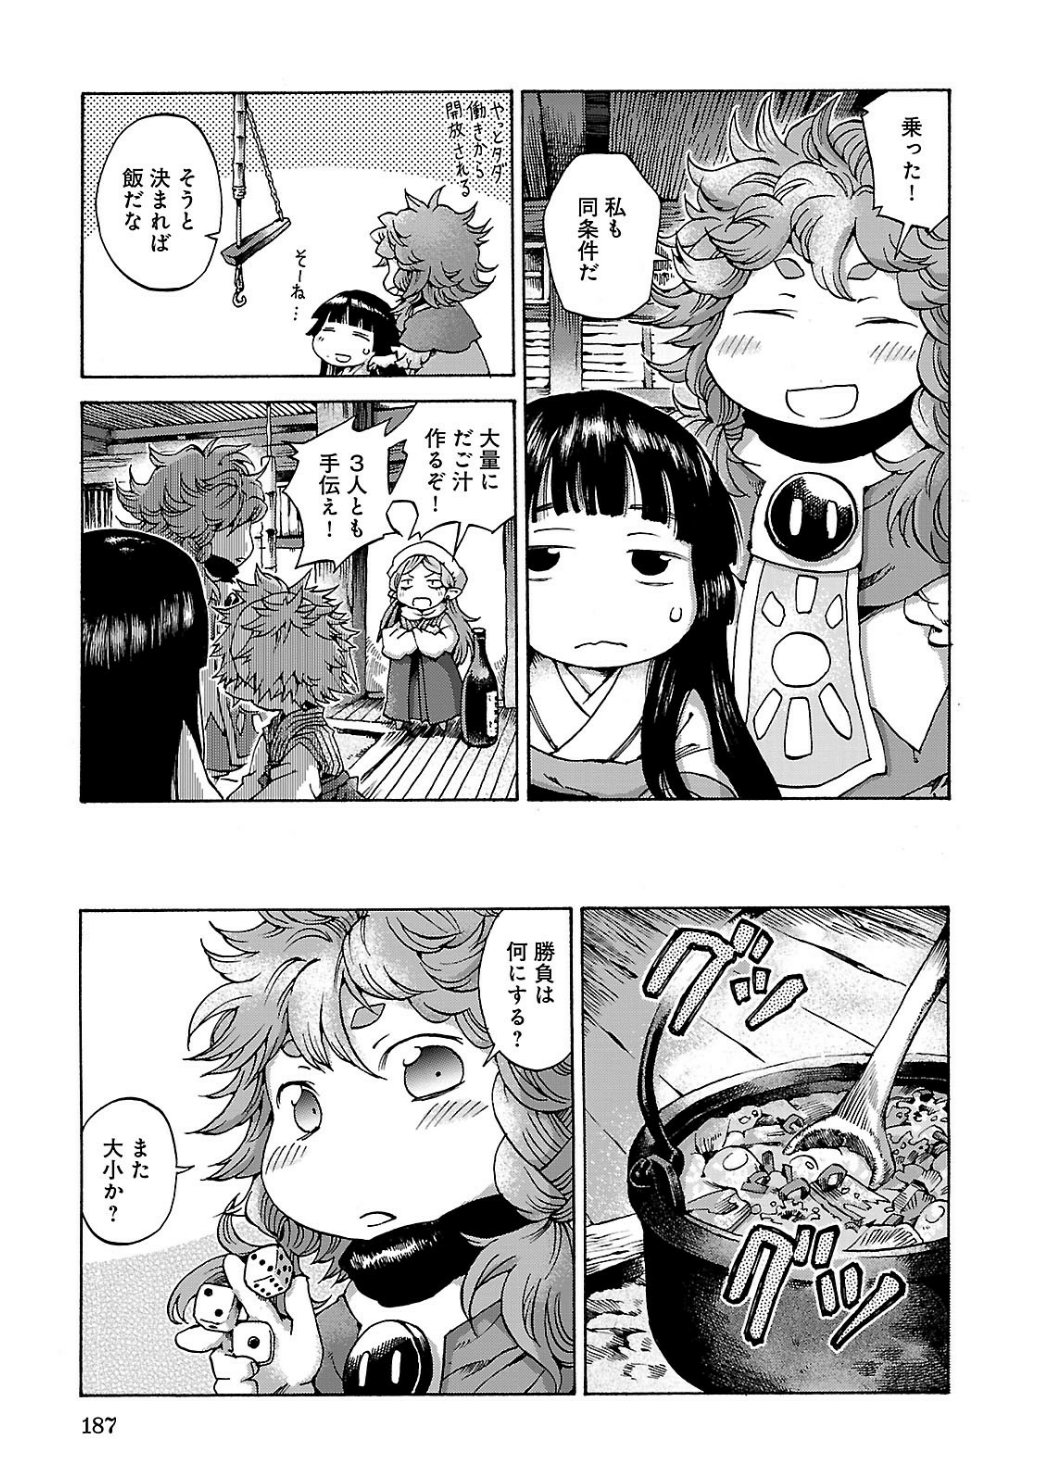 乗った！
私も
同条件だ
やっとタダ
働きから
開放される
そーね…
そうと
決まれば
飯だな
大量に
だご汁
作るぞ！
3人とも
手伝え！
グツ
グツ
勝負は
何にする？
また
大小か？
187